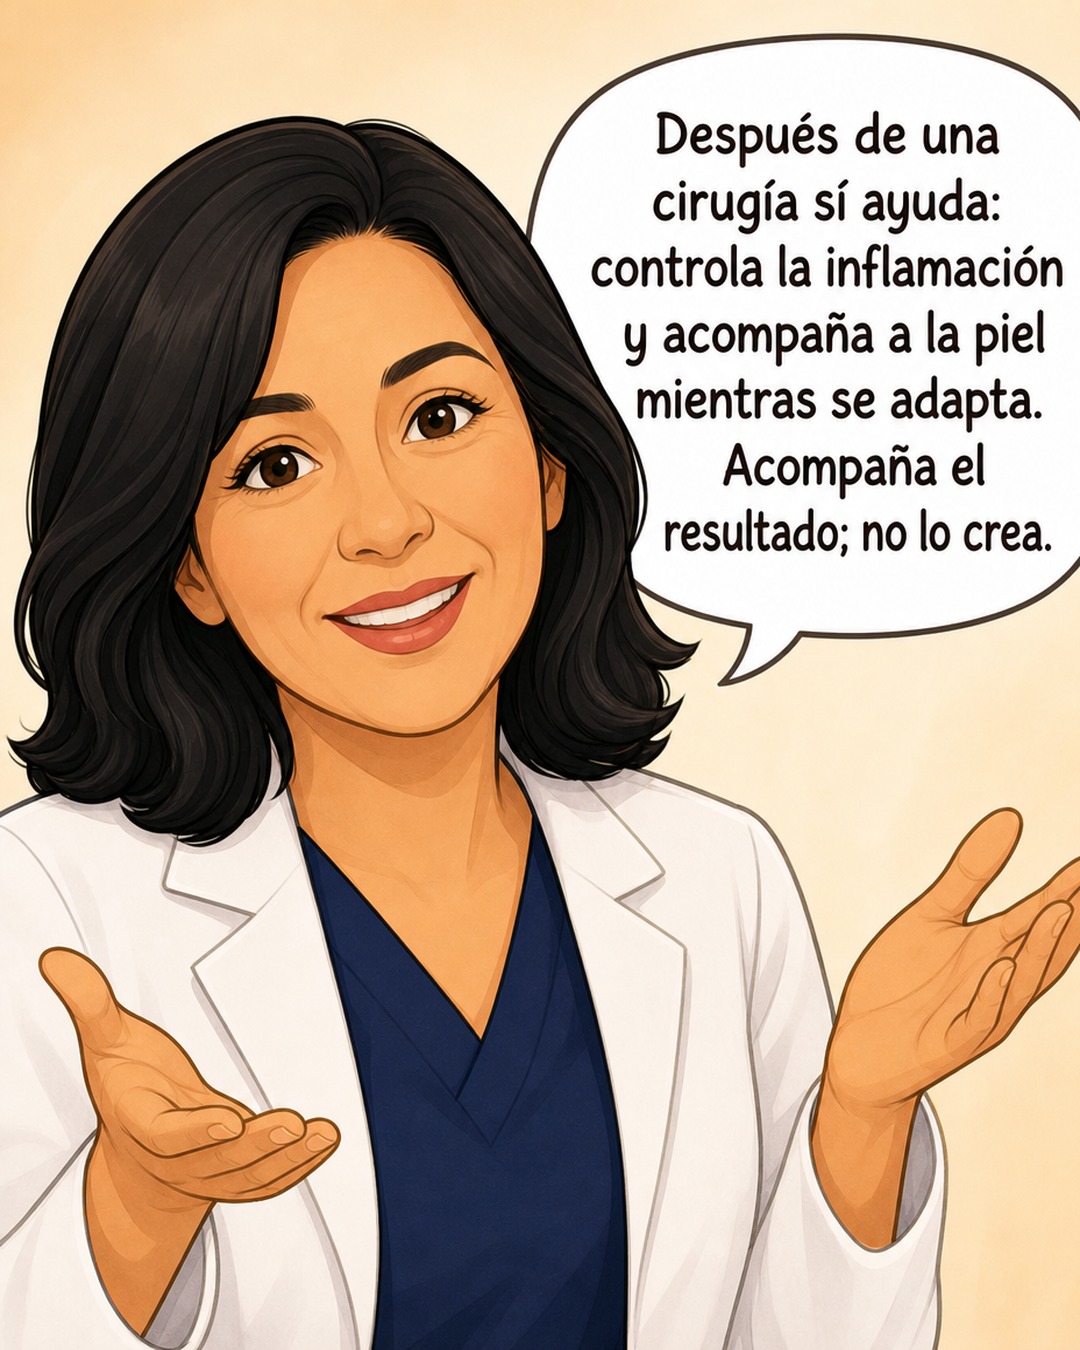 Después de una
cirugía sí ayuda:
controla la inflamación
y acompaña a la piel
mientras se adapta.
Acompaña el
resultado; no lo crea.